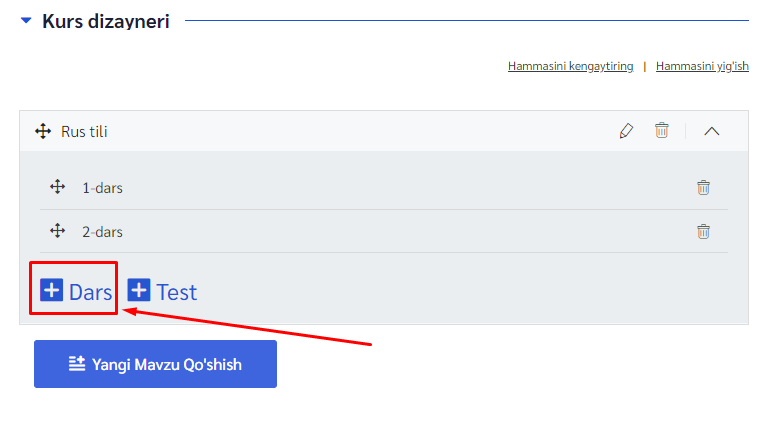 Kurs dizayneri
Hammasini kengaytiring | Hammasini yig'ish
Rus tili
1-dars
2-dars
Dars Test
Yangi Mavzu Qo'shish